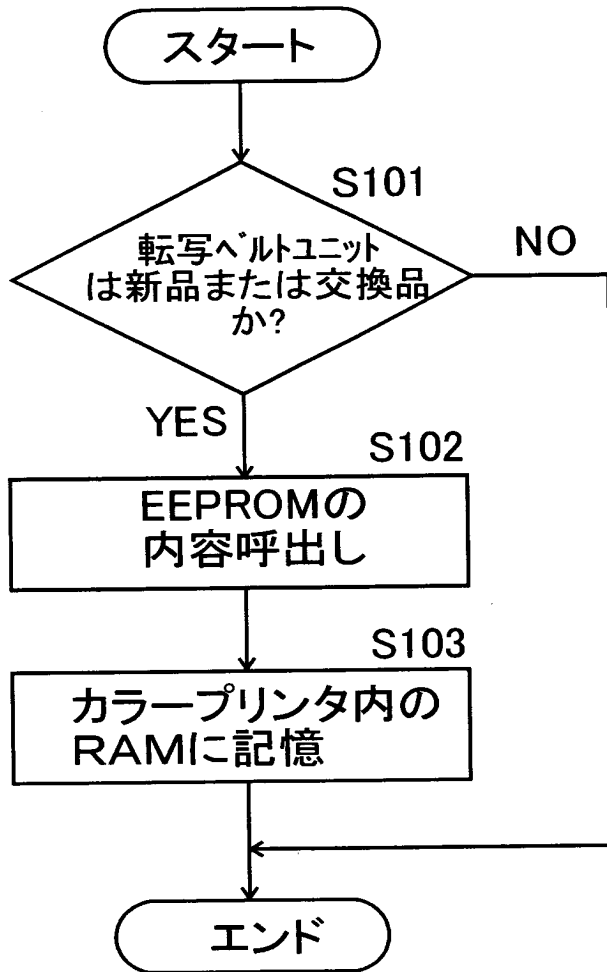 スタート
S101
転写ベルトユニット
は新品または交換品
か?
NO
YES
S102
EEPROMの
内容呼出し
S103
カラープリンタ内の
RAMに記憶
エンド